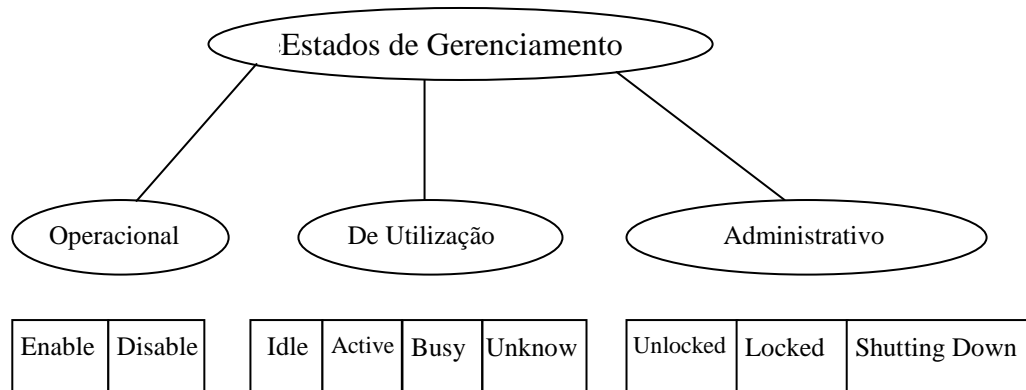 Estados de Gerenciamento
Operacional
De Utilização
Administrativo
Enable Disable
Idle Active Busy Unknow
Unlocked Locked Shutting Down